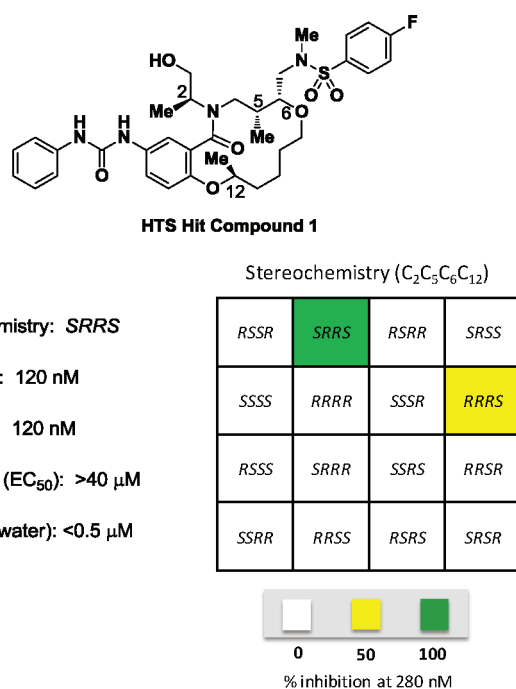 F
Me
N
S
O O
HO
2
5
6
Me
N
O
Me
H H
N N
O
O
Me
O
12
HTS Hit Compound 1
Stereochemistry (C₂C₅C₆C₁₂)
mistry: SRRS
: 120 nM
120 nM
(EC₅₀): >40 µM
water): <0.5 µM
RSSR SRRS RSRR SRSS
SSSS RRRR SSSR RRRS
RSSS SRRR SSRS RRSR
SSRR RRSS RSRS SRSR
0 50 100
% inhibition at 280 nM